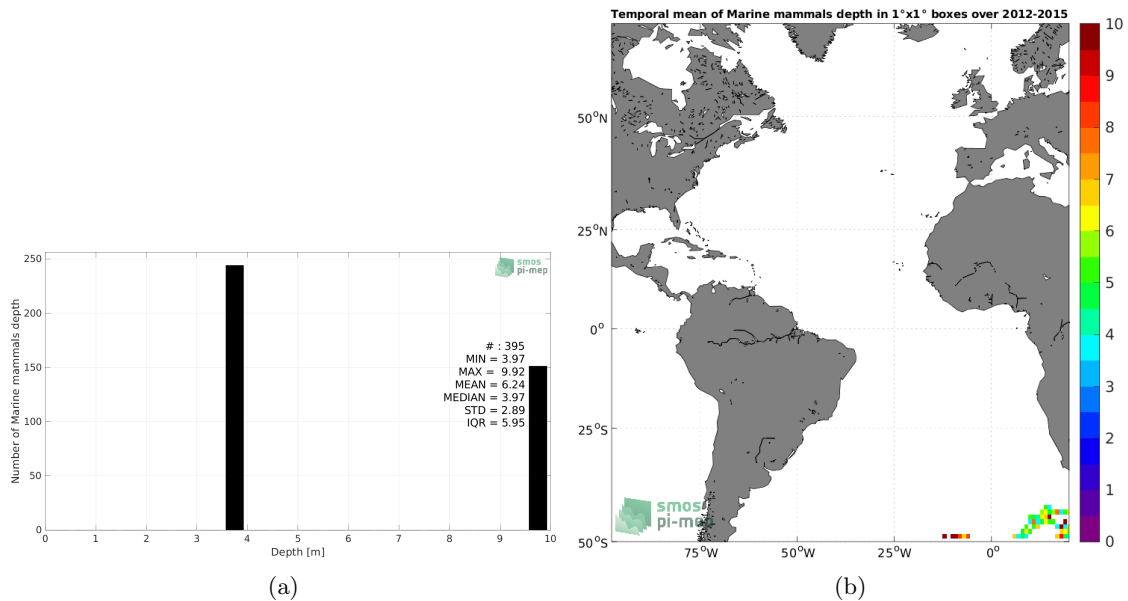 Temporal mean of Marine mammals depth in 1°x1° boxes over 2012-2015
Number of Marine mammals depth
250
200
150
100
50
0
smos
pi-mep
# : 395
MIN = 3.97
MAX = 9.92
MEAN = 6.24
MEDIAN = 3.97
STD = 2.89
IQR = 5.95
0 1 2 3 4 5 6 7 8 9 10
Depth [m]
(a)
50°N
25°N
0°
25°S
50°S
75°W 50°W 25°W 0°
smos
pi-mep
10
9
8
7
6
5
4
3
2
1
0
(b)